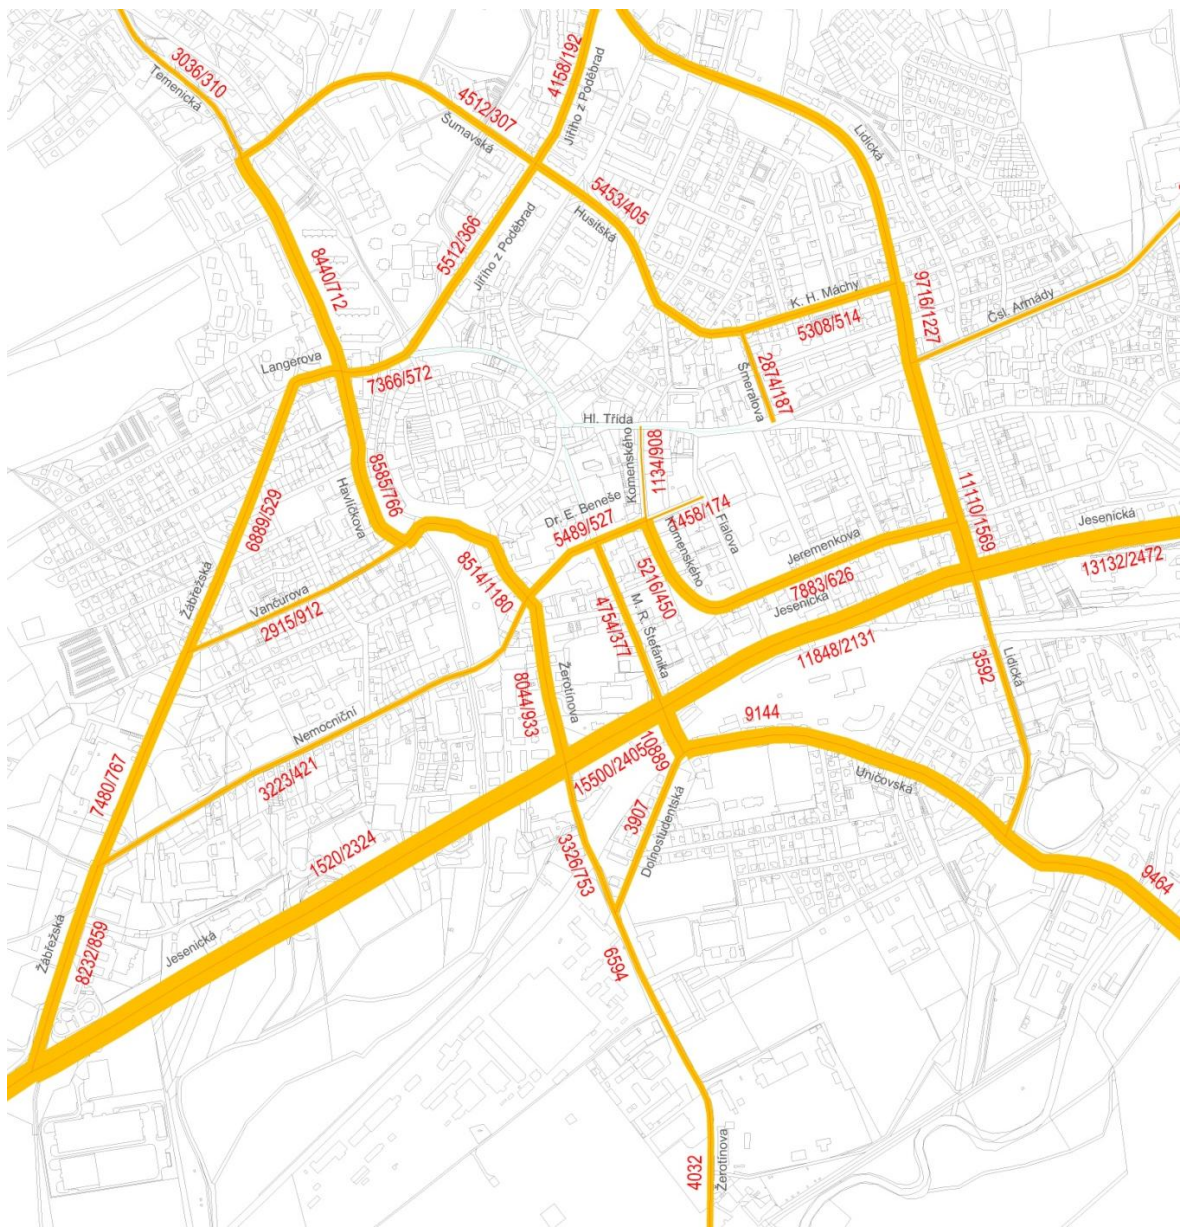 3036/310
Temenická
4512/307
Šumavská
4158/192
Jiřího z Poděbrad
Lidická
5453/405
Husitská
5512/366
Jiřího z Poděbrad
8440/712
K. H. Máchy
5308/514
9716/1227
Čsl. Armády
Langerova
7366/572
2874/187
Šmeralova
Hl. Třída
Komenského
1134/908
6889/529
Havlíčkova
8585/766
Dr. E. Beneše
5489/527
1458/174
Fialova
Komenského
11110/1569
Jesenická
13132/2472
Jeremenkova
7883/626
Žábřežská
Vančurova
2915/912
8514/1180
5216/450
4754/377
M. R. Štefánika
Jesenická
11848/2131
3592
Lidická
8044/933
Žerotínova
9144
Nemocniční
3223/421
10889
15500/2405
Uničovská
7480/767
3907
Dolnostudentská
1520/2324
3326/753
9464
Žábřežská
8232/859
Jesenická
6594
4032
Žerotínova